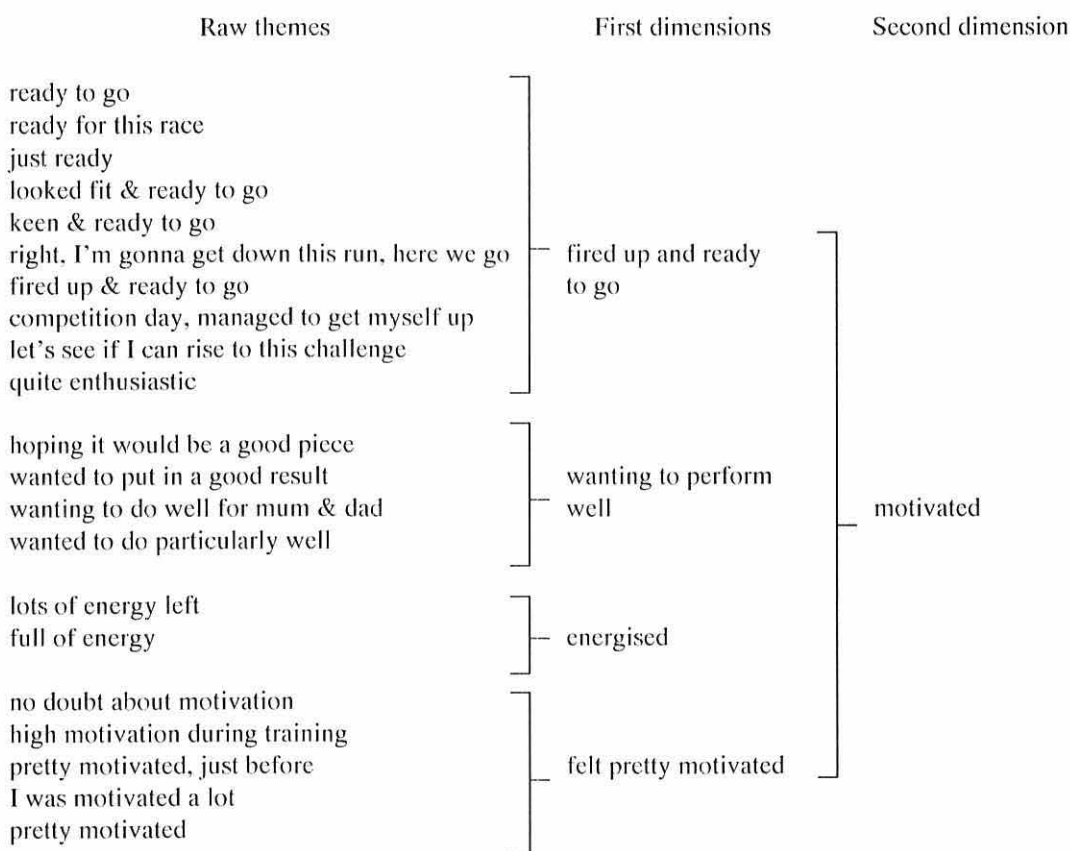 Raw themes First dimensions Second dimension
ready to go
ready for this race
just ready
looked fit & ready to go
keen & ready to go
right, I'm gonna get down this run, here we go
fired up & ready to go
competition day, managed to get myself up
let's see if I can rise to this challenge
quite enthusiastic
fired up and ready
to go
hoping it would be a good piece
wanted to put in a good result
wanting to do well for mum & dad
wanted to do particularly well
wanting to perform
well
lots of energy left
full of energy
energised
no doubt about motivation
high motivation during training
pretty motivated, just before
I was motivated a lot
pretty motivated
felt pretty motivated
motivated